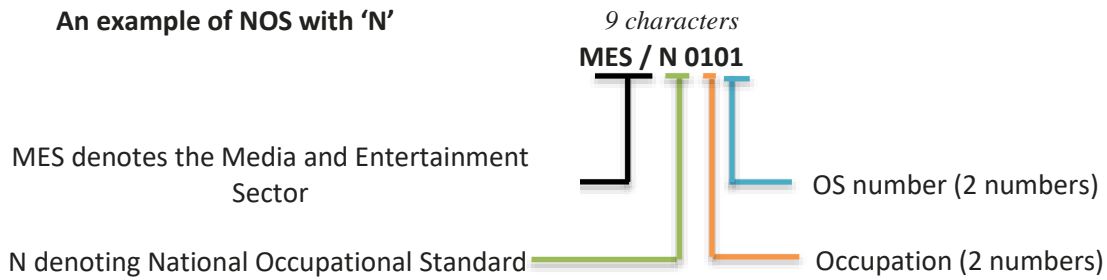 An example of NOS with ‘N’
9 characters
MES / N 0101
MES denotes the Media and Entertainment
Sector
OS number (2 numbers)
N denoting National Occupational Standard
Occupation (2 numbers)